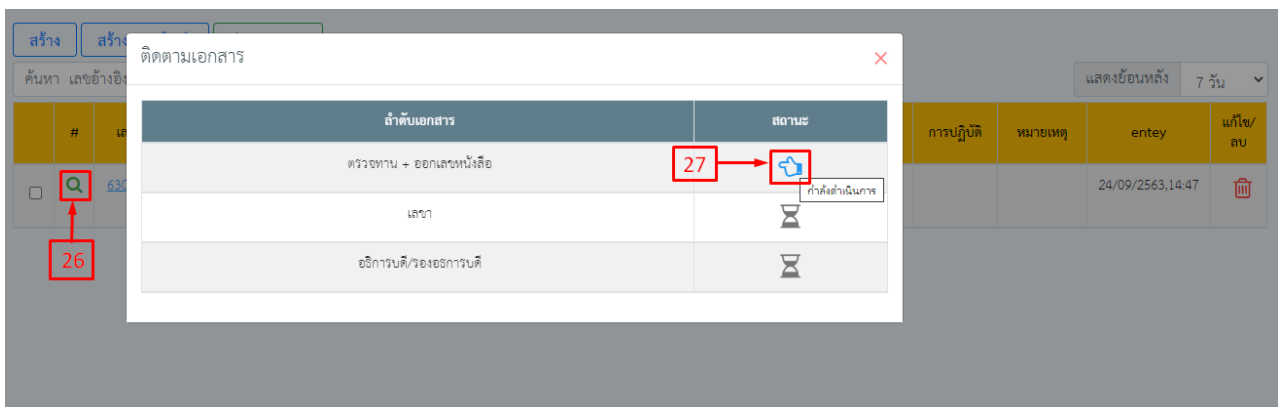 สร้าง
ติดตามเอกสาร
ค้นหา เลขอ้างอิง
แสดงย้อนหลัง 7 วัน
# การปฏิบัติ หมายเหตุ entey แก้ไข/
ลบ
ลำดับเอกสาร สถานะ
ตรวจทาน + ออกเลขหนังสือ 27
กำลังดำเนินการ
630 24/09/2563,14:47
เลขา
26 อธิการบดี/รองอธการบดี